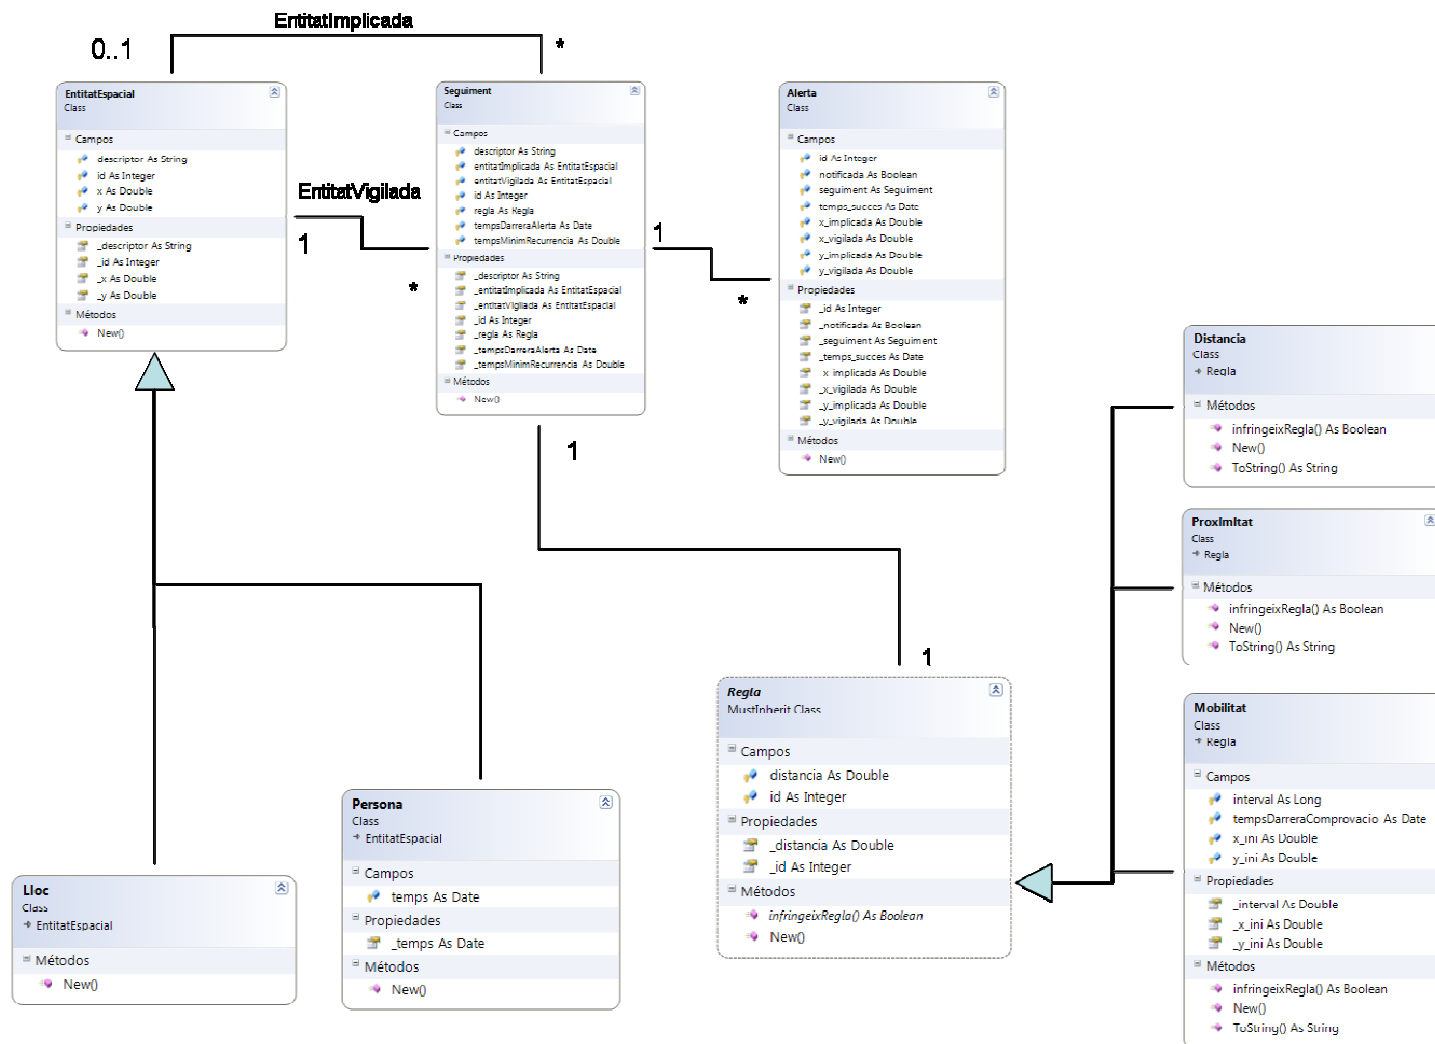 EntitatImplicada
0..1
*
EntitatEspacial
Class
Campos
descriptor As String
id As Integer
x As Double
y As Double
Propiedades
_descriptor As String
_id As Integer
_x As Double
_y As Double
Métodos
New()
EntitatVigilada
1
*
Seguiment
Class
Campos
descriptor As String
entitatImplicada As EntitatEspacial
entitatVigilada As EntitatEspacial
id As Integer
regla As Regla
tempsDarreraAlerta As Date
tempsMinimRecurrencia As Double
Propiedades
_descriptor As String
_entitatImplicada As EntitatEspacial
_entitatVigilada As EntitatEspacial
_id As Integer
_regla As Regla
_tempsDarreraAlerta As Date
_tempsMinimRecurrencia As Double
Métodos
New()
1
*
Alerta
Class
Campos
id As Integer
notificada As Boolean
seguiment As Seguiment
temps_succes As Date
x_implicada As Double
x_vigilada As Double
y_implicada As Double
y_vigilada As Double
Propiedades
_id As Integer
_notificada As Boolean
_seguiment As Seguiment
_temps_succes As Date
_x_implicada As Double
_x_vigilada As Double
_y_implicada As Double
_y_vigilada As Double
Métodos
New()
1
1
Distancia
Class
Regla
Métodos
infringeixRegla() As Boolean
New()
ToString() As String
Proximitat
Class
Regla
Métodos
infringeixRegla() As Boolean
New()
ToString() As String
Mobilitat
Class
Regla
Campos
interval As Long
tempsDarreraComprovacio As Date
x_ini As Double
y_ini As Double
Propiedades
_interval As Double
_x_ini As Double
_y_ini As Double
Métodos
infringeixRegla() As Boolean
New()
ToString() As String
Regla
MustInherit Class
Campos
distancia As Double
id As Integer
Propiedades
_distancia As Double
_id As Integer
Métodos
infringeixRegla() As Boolean
New()
Persona
Class
EntitatEspacial
Campos
temps As Date
Propiedades
_temps As Date
Métodos
New()
Lloc
Class
EntitatEspacial
Métodos
New()